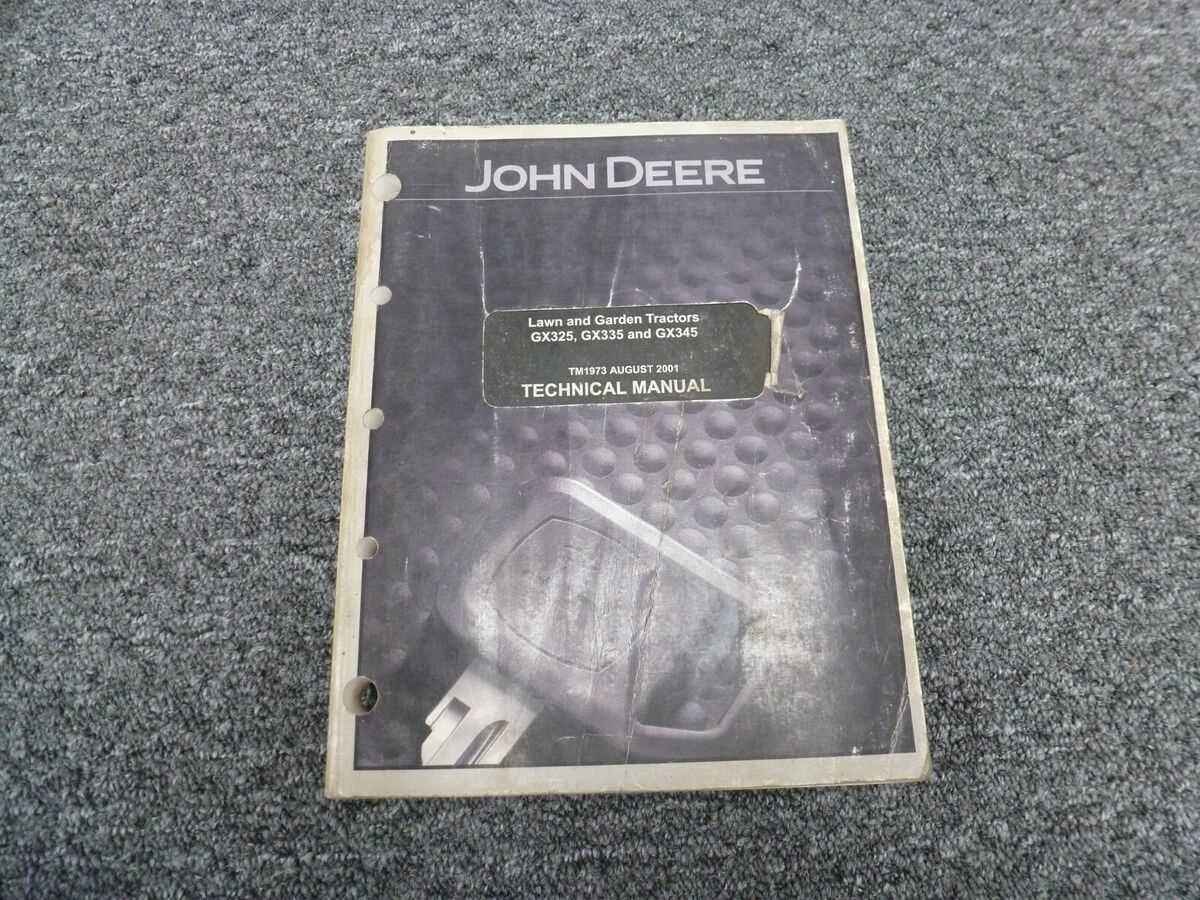 JOHN DEERE
Lawn and Garden Tractors
GX325, GX335 and GX345
TM1973 AUGUST 2001
TECHNICAL MANUAL